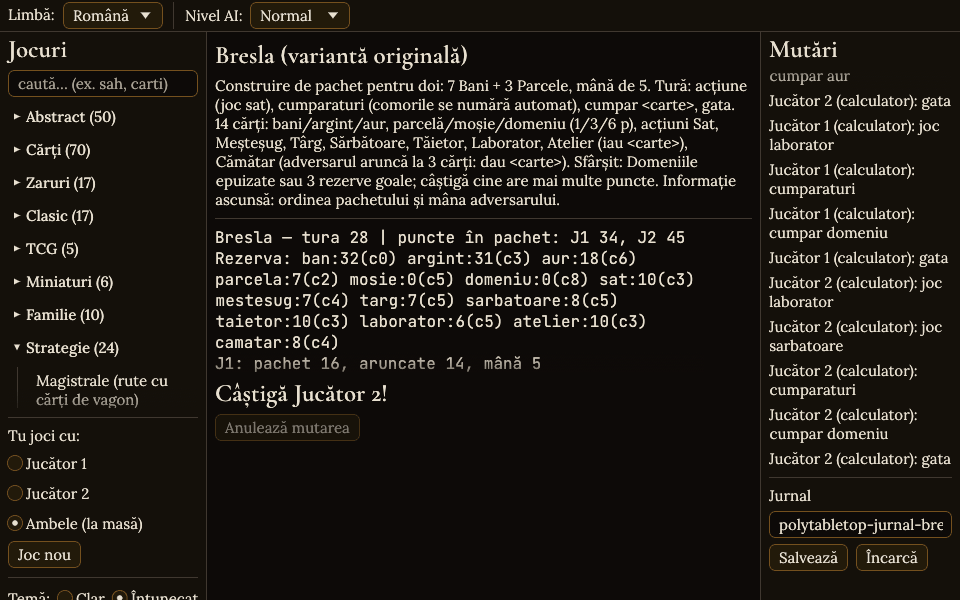 Limbă: Română ▼ Nivel AI: Normal ▼
Jocuri
caută... (ex. sah, carti)
▸ Abstract (50)
▸ Cărți (70)
▸ Zaruri (17)
▸ Clasic (17)
▸ TCG (5)
▸ Miniaturi (6)
▸ Familie (10)
▾ Strategie (24)
Magistrale (rute cu
cărți de vagon)
Tu joci cu:
Jucător 1
Jucător 2
Ambele (la masă)
Joc nou
Temă: Clar Întunecat
Bresla (variantă originală)
Construire de pachet pentru doi: 7 Bani + 3 Parcele, mână de 5. Tură: acțiune
(joc sat), cumparaturi (comorile se numără automat), cumpar <carte>, gata.
14 cărți: bani/argint/aur, parcelă/moșie/domeniu (1/3/6 p), acțiuni Sat,
Meșteșug, Târg, Sărbătoare, Tăietor, Laborator, Atelier (iau <carte>),
Cămătar (adversarul aruncă la 3 cărți: dau <carte>). Sfârșit: Domeniile
epuizate sau 3 rezerve goale; câștigă cine are mai multe puncte. Informație
ascunsă: ordinea pachetului și mâna adversarului.
Bresla — tura 28 | puncte în pachet: J1 34, J2 45
Rezerva: ban:32(c0) argint:31(c3) aur:18(c6)
parcela:7(c2) mosie:0(c5) domeniu:0(c8) sat:10(c3)
mestesug:7(c4) targ:7(c5) sarbatoare:8(c5)
taietor:10(c3) laborator:6(c5) atelier:10(c3)
camatar:8(c4)
J1: pachet 16, aruncate 14, mână 5
Câștigă Jucător 2!
Anulează mutarea
Mutări
cumpar aur
Jucător 2 (calculator): gata
Jucător 1 (calculator): joc
laborator
Jucător 1 (calculator):
cumparaturi
Jucător 1 (calculator):
cumpar domeniu
Jucător 1 (calculator): gata
Jucător 2 (calculator): joc
laborator
Jucător 2 (calculator): joc
sarbatoare
Jucător 2 (calculator):
cumparaturi
Jucător 2 (calculator):
cumpar domeniu
Jucător 2 (calculator): gata
Jurnal
polytabletop-jurnal-bre
Salvează Încarcă